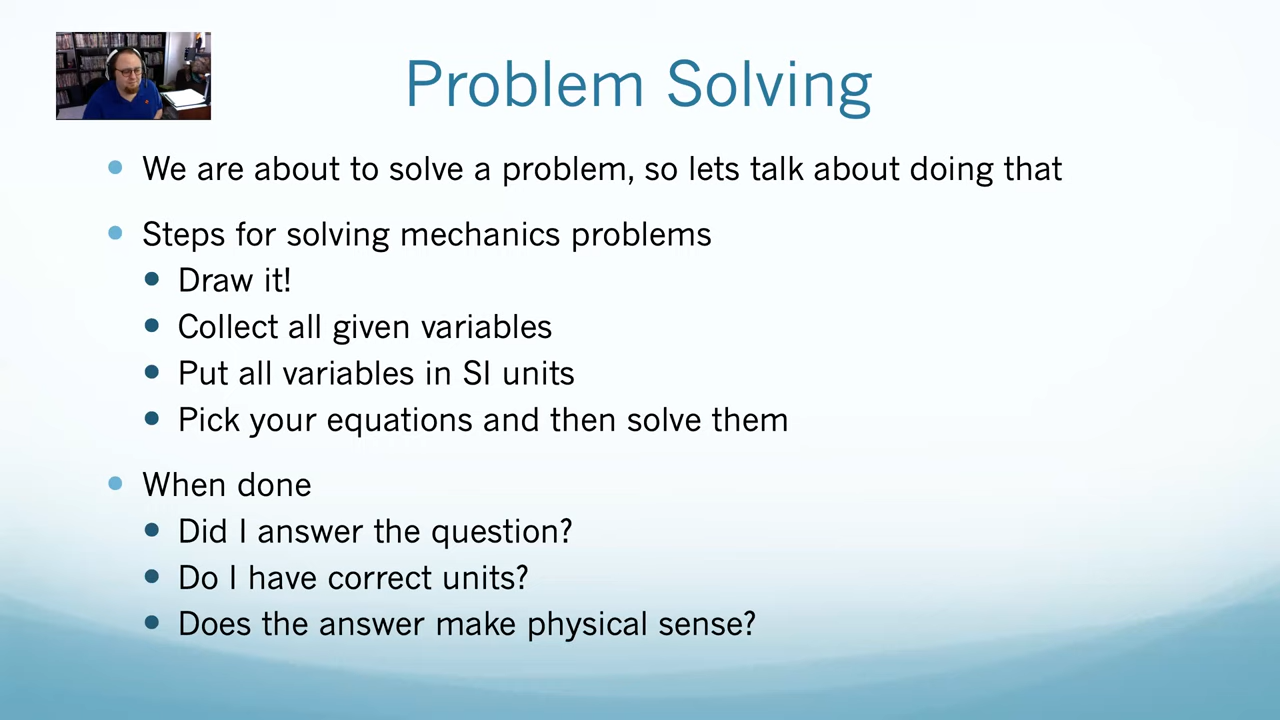 Problem Solving
We are about to solve a problem, so lets talk about doing that
Steps for solving mechanics problems
Draw it!
Collect all given variables
Put all variables in SI units
Pick your equations and then solve them
When done
Did I answer the question?
Do I have correct units?
Does the answer make physical sense?